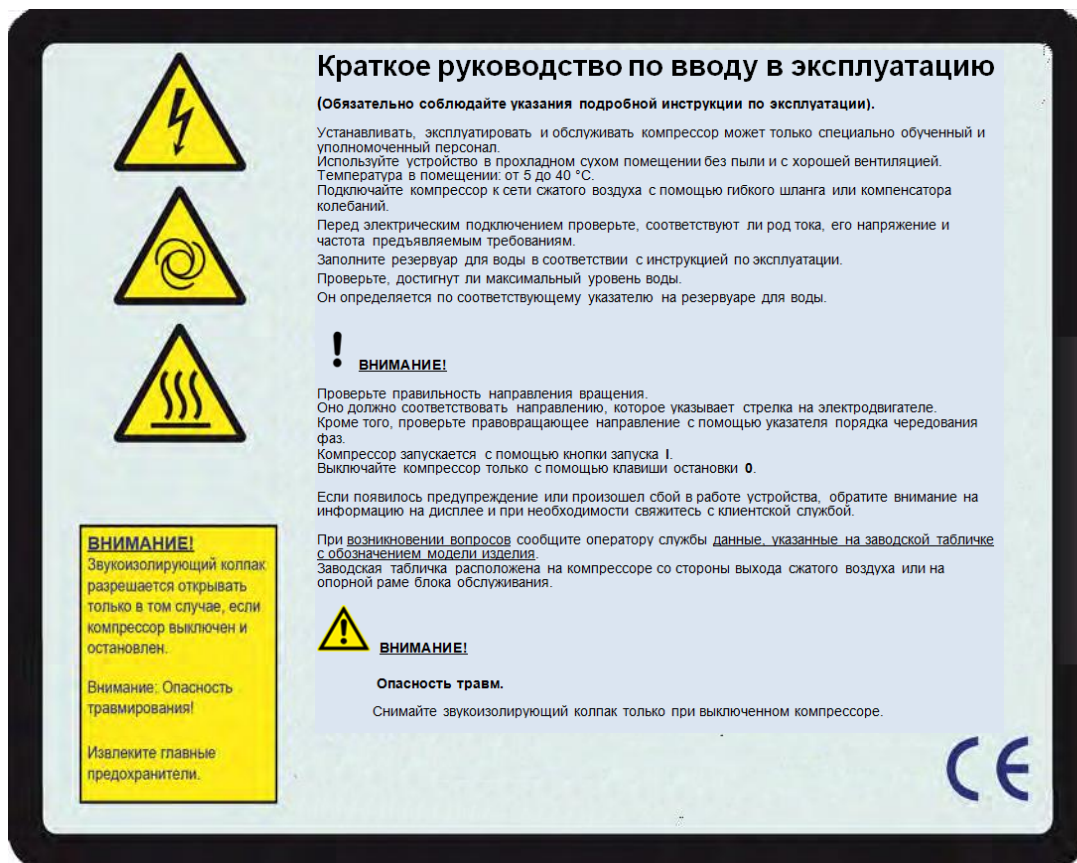 Краткое руководство по вводу в эксплуатацию
(Обязательно соблюдайте указания подробной инструкции по эксплуатации).
Устанавливать, эксплуатировать и обслуживать компрессор может только специально обученный и
уполномоченный персонал.
Используйте устройство в прохладном сухом помещении без пыли и с хорошей вентиляцией.
Температура в помещении: от 5 до 40 °C.
Подключайте компрессор к сети сжатого воздуха с помощью гибкого шланга или компенсатора
колебаний.
Перед электрическим подключением проверьте, соответствуют ли род тока, его напряжение и
частота предъявляемым требованиям.
Заполните резервуар для воды в соответствии с инструкцией по эксплуатации.
Проверьте, достигнут ли максимальный уровень воды.
Он определяется по соответствующему указателю на резервуаре для воды.
! ВНИМАНИЕ!
Проверьте правильность направления вращения.
Оно должно соответствовать направлению, которое указывает стрелка на электродвигателе.
Кроме того, проверьте правовращающее направление с помощью указателя порядка чередования
фаз.
Компрессор запускается с помощью кнопки запуска I.
Выключайте компрессор только с помощью клавиши остановки 0.
Если появилось предупреждение или произошел сбой в работе устройства, обратите внимание на
информацию на дисплее и при необходимости свяжитесь с клиентской службой.
При возникновении вопросов сообщите оператору службы данные, указанные на заводской табличке
с обозначением модели изделия.
Заводская табличка расположена на компрессоре со стороны выхода сжатого воздуха или на
опорной раме блока обслуживания.
ВНИМАНИЕ!
Опасность травм.
Снимайте звукоизолирующий колпак только при выключенном компрессоре.
ВНИМАНИЕ!
Звукоизолирующий колпак
разрешается открывать
только в том случае, если
компрессор выключен и
остановлен.
Внимание: Опасность
травмирования!
Извлеките главные
предохранители.
CE